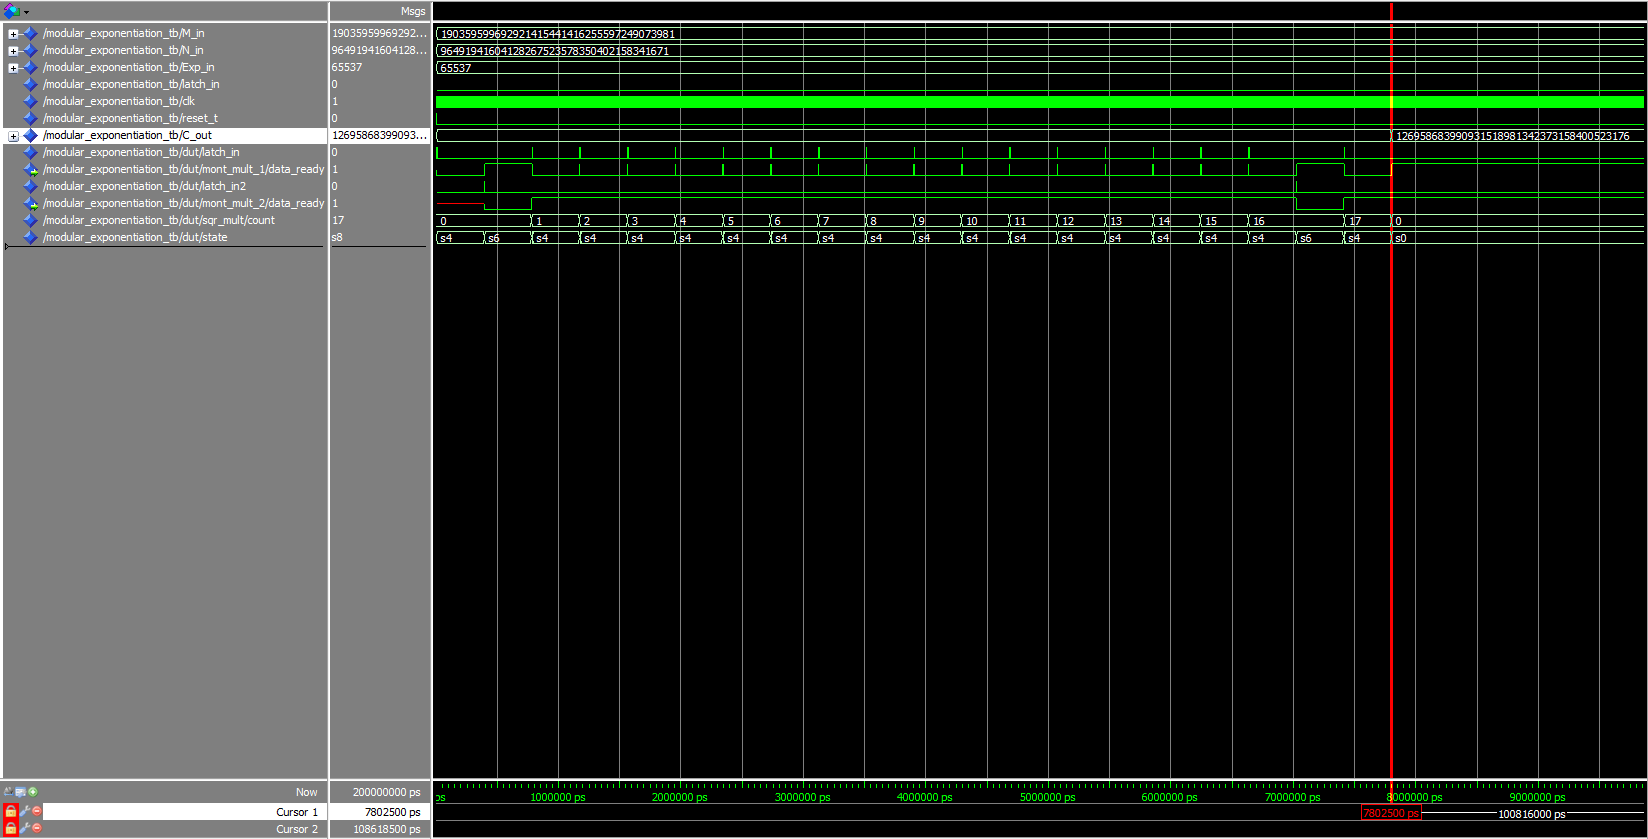 Msgs
/modular_exponentiation_tb/M_in 19035959969292... 19035959969292141544141625559724907​3981
/modular_exponentiation_tb/N_in 96491941604128... 964919416041282675235783504021583​41671
/modular_exponentiation_tb/Exp_in 65537 65537
/modular_exponentiation_tb/latch_in 0
/modular_exponentiation_tb/clk 1
/modular_exponentiation_tb/reset_t 0
/modular_exponentiation_tb/C_out 12695868399093... 126958683990931518981342373158400523176
/modular_exponentiation_tb/dut/latch_in 0
/modular_exponentiation_tb/dut/mont_mult_1/data_ready 1
/modular_exponentiation_tb/dut/latch_in2 0
/modular_exponentiation_tb/dut/mont_mult_2/data_ready 1
/modular_exponentiation_tb/dut/sqr_mult/count 17 0 1 2 3 4 5 6 7 8 9 10 11 12 13 14 15 16 17 0
/modular_exponentiation_tb/dut/state s8 s4 s6 s4 s4 s4 s4 s4 s4 s4 s4 s4 s4 s4 s4 s4 s4 s4 s4 s6 s4 s0
Now 200000000 ps ps 1000000 ps 2000000 ps 3000000 ps 4000000 ps 5000000 ps 6000000 ps 7000000 ps 8000000 ps 9000000 ps
Cursor 1 7802500 ps 7802500 ps 100816000 ps
Cursor 2 108618500 ps